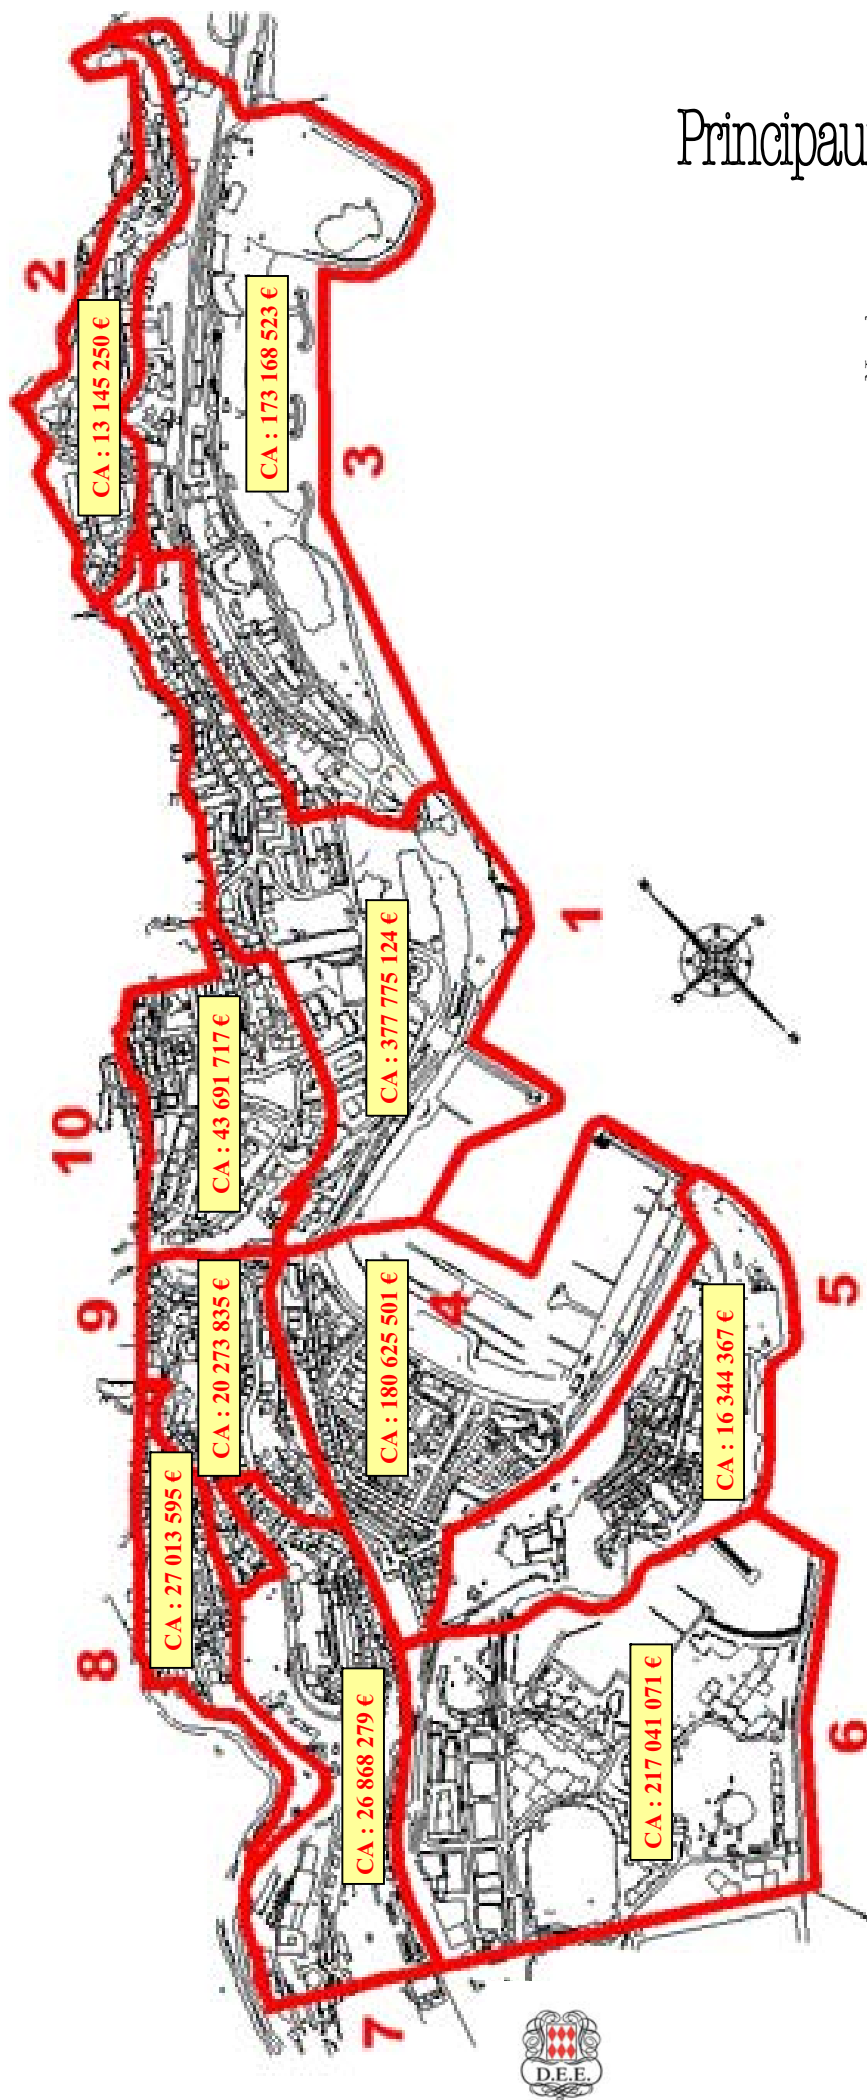 2
CA : 13 145 250 €
CA : 173 168 523 €
3
1
CA : 377 775 124 €
10
CA : 43 691 717 €
9
CA : 20 273 835 €
CA : 180 625 501 €
4
5
CA : 16 344 367 €
8
CA : 27 013 595 €
CA : 26 868 279 €
7
6
CA : 217 041 071 €
D.E.E.